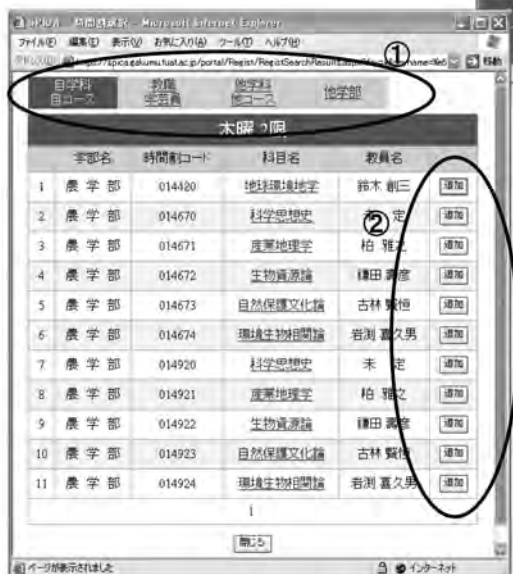 SPICA 時間割選択 - Microsoft Internet Explorer
ファイル(F) 編集(E) 表示(V) お気に入り(A) ツール(T) ヘルプ(H)
移動
①
自学科 自コース 教職 学芸員 他学科 他コース 他学部
木曜 2限
学部名 時間割コード 科目名 教員名
②
1 農 学 部 014420 地球環境地学 鈴木 創三 追加
2 農 学 部 014670 科学思想史 未 定 追加
3 農 学 部 014671 産業地理学 柏 雅之 追加
4 農 学 部 014672 生物資源論 鎌田 壽彦 追加
5 農 学 部 014673 自然保護文化論 古林 賢恒 追加
6 農 学 部 014674 環境生物相関論 岩渕 喜久男 追加
7 農 学 部 014920 科学思想史 未 定 追加
8 農 学 部 014921 産業地理学 柏 雅之 追加
9 農 学 部 014922 生物資源論 鎌田 壽彦 追加
10 農 学 部 014923 自然保護文化論 古林 賢恒 追加
11 農 学 部 014924 環境生物相関論 岩渕 喜久男 追加
1
閉じる
ページが表示されました インターネット